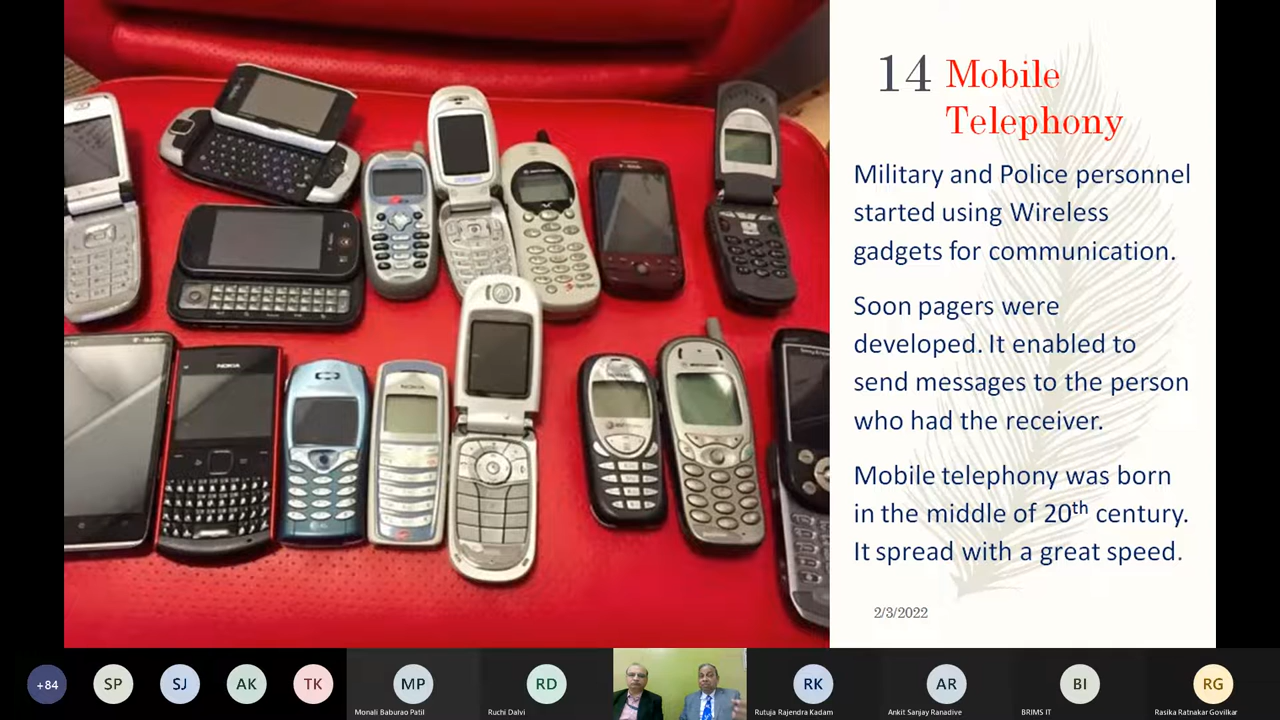 14 Mobile
Telephony
Military and Police personnel
started using Wireless
gadgets for communication.
Soon pagers were
developed. It enabled to
send messages to the person
who had the receiver.
Mobile telephony was born
in the middle of 20th century.
It spread with a great speed.
2/3/2022
NOKIA
NOKIA
+84
SP
SJ
AK
TK
MP
RD
RK
AR
BI
RG
Monali Baburao Patil
Ruchi Dalvi
Rutuja Rajendra Kadam
Ankit Sanjay Ranadive
BRIMS IT
Rasika Ratnakar Govilkar